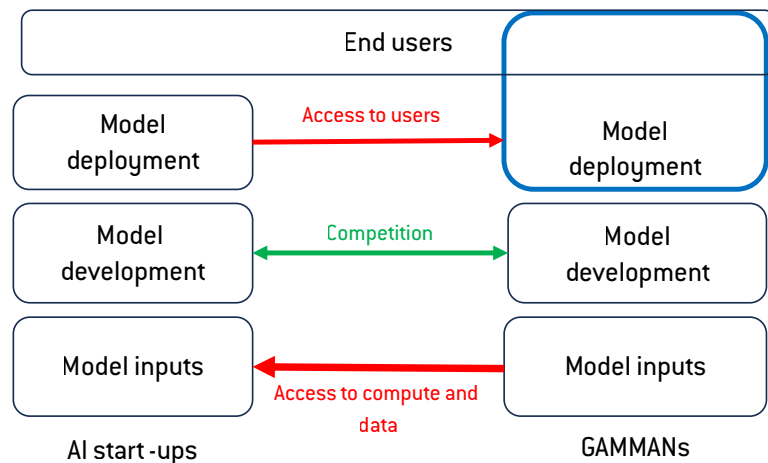 End users
Model
deployment
Access to users
Model
deployment
Model
development
Competition
Model
development
Model inputs
Access to compute and
data
Model inputs
AI start -ups
GAMMANs